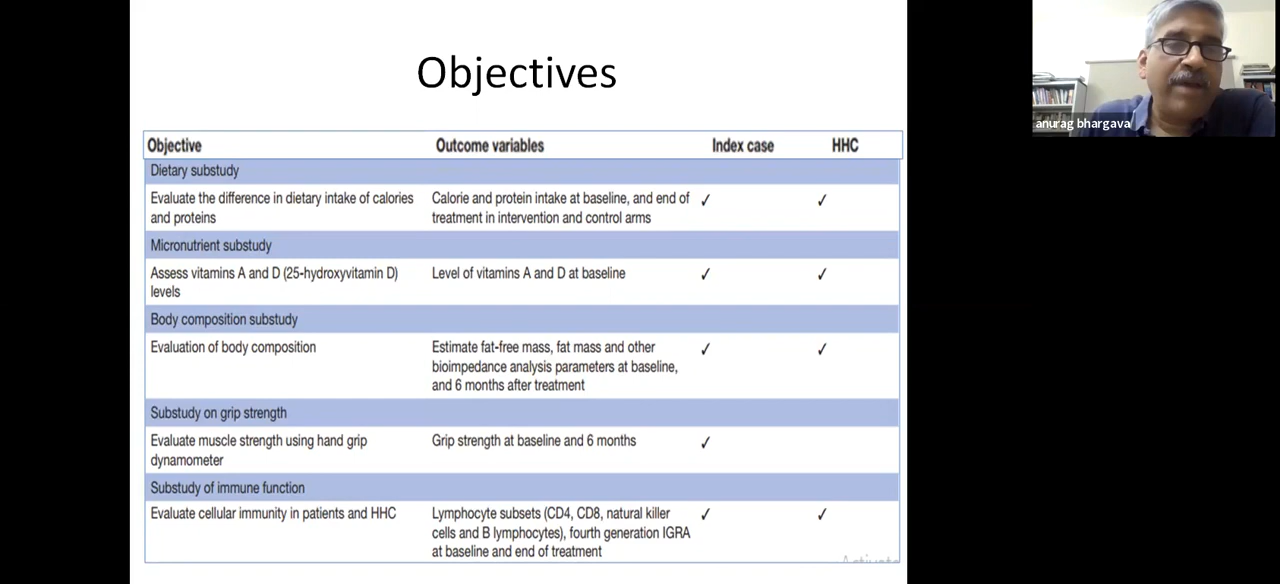 Objectives
Objective Outcome variables Index case HHC
Dietary substudy
Evaluate the difference in dietary intake of calories and proteins
Calorie and protein intake at baseline, and end of treatment in intervention and control arms ✓ ✓
Micronutrient substudy
Assess vitamins A and D (25-hydroxyvitamin D) levels
Level of vitamins A and D at baseline ✓ ✓
Body composition substudy
Evaluation of body composition
Estimate fat-free mass, fat mass and other bioimpedance analysis parameters at baseline, and 6 months after treatment ✓ ✓
Substudy on grip strength
Evaluate muscle strength using hand grip dynamometer
Grip strength at baseline and 6 months ✓
Substudy of immune function
Evaluate cellular immunity in patients and HHC
Lymphocyte subsets (CD4, CD8, natural killer cells and B lymphocytes), fourth generation IGRA at baseline and end of treatment ✓ ✓
anurag bhargava